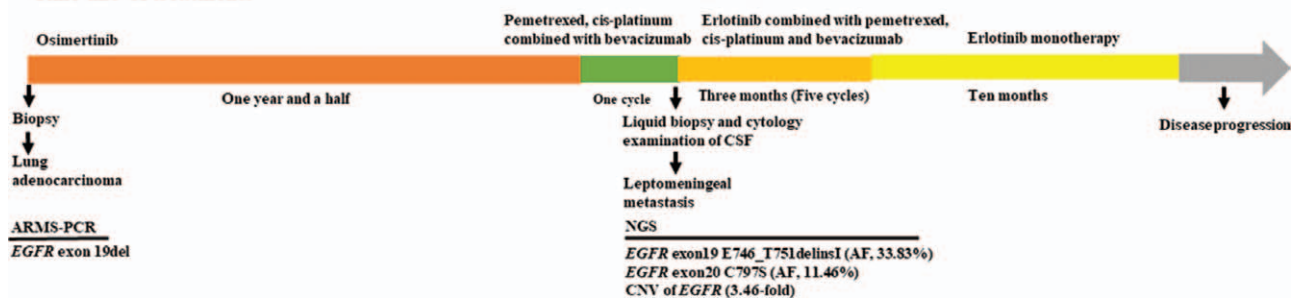 Osimertinib
Pemetrexed, cis-platinum
combined with bevacizumab
Erlotinib combined with pemetrexed,
cis-platinum and bevacizumab
Erlotinib monotherapy
One year and a half
One cycle
Three months (Five cycles)
Ten months
Biopsy
Lung
adenocarcinoma
Liquid biopsy and cytology
examination of CSF
Leptomeningeal
metastasis
Disease progression
ARMS-PCR
EGFR exon 19del
NGS
EGFR exon19 E746_T751delinsI (AF, 33.83%)
EGFR exon20 C797S (AF, 11.46%)
CNV of EGFR (3.46-fold)